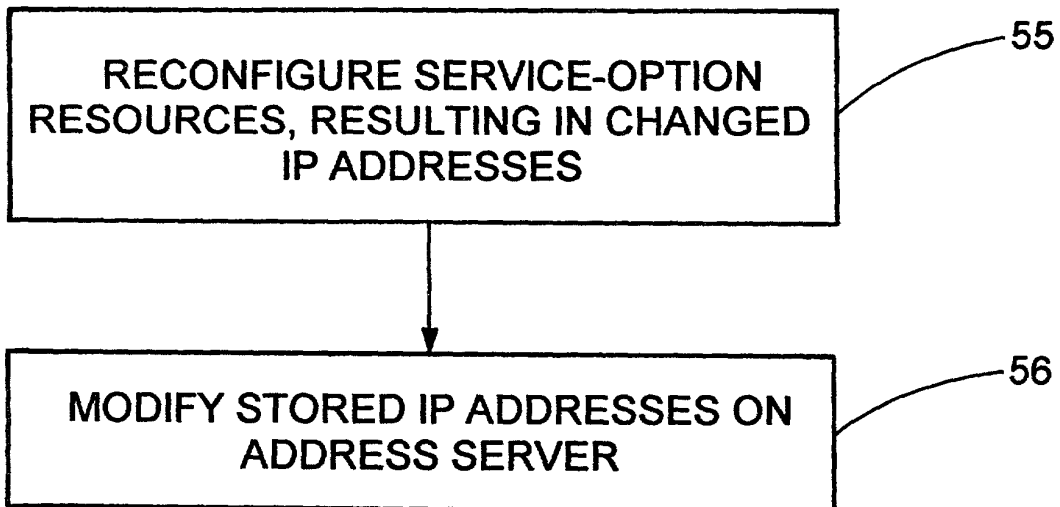 RECONFIGURE SERVICE-OPTION
RESOURCES, RESULTING IN CHANGED
IP ADDRESSES
55
MODIFY STORED IP ADDRESSES ON
ADDRESS SERVER
56